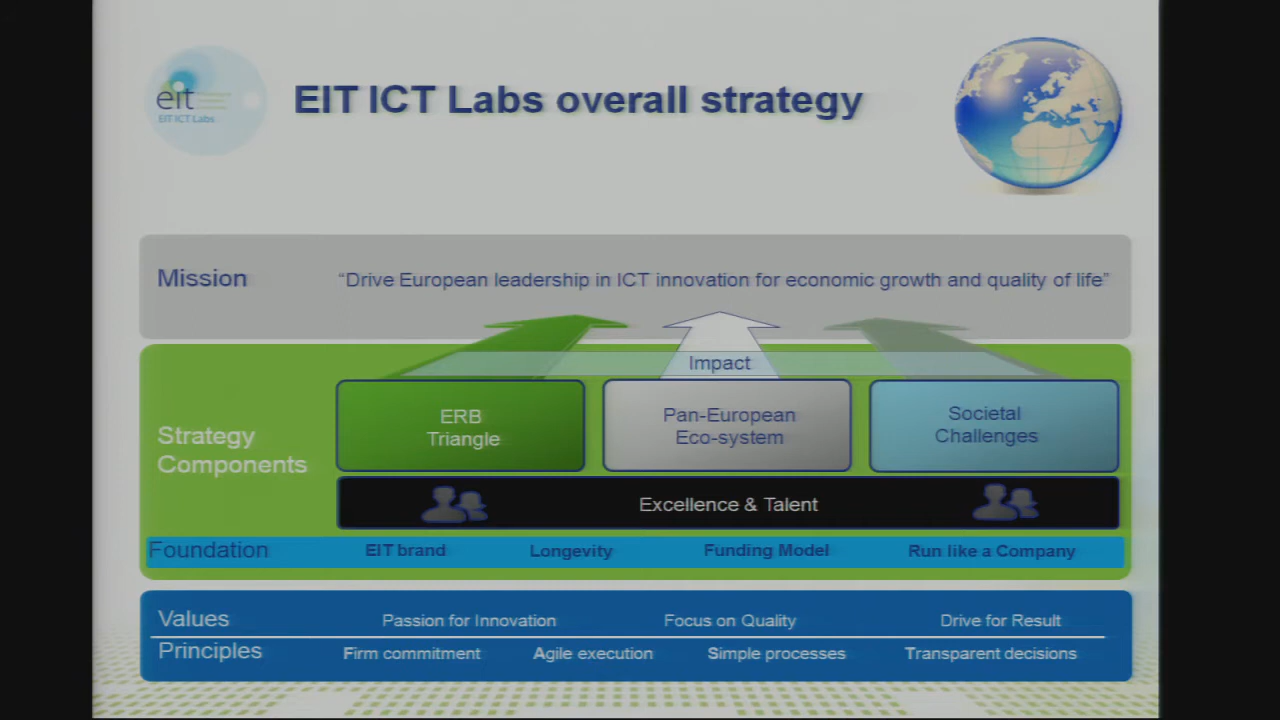 eit
EIT ICT Labs
EIT ICT Labs overall strategy
Mission
“Drive European leadership in ICT innovation for economic growth and quality of life”
Impact
Strategy
Components
ERB
Triangle
Pan-European
Eco-system
Societal
Challenges
Excellence & Talent
Foundation
EIT brand
Longevity
Funding Model
Run like a Company
Values
Passion for Innovation
Focus on Quality
Drive for Result
Principles
Firm commitment
Agile execution
Simple processes
Transparent decisions